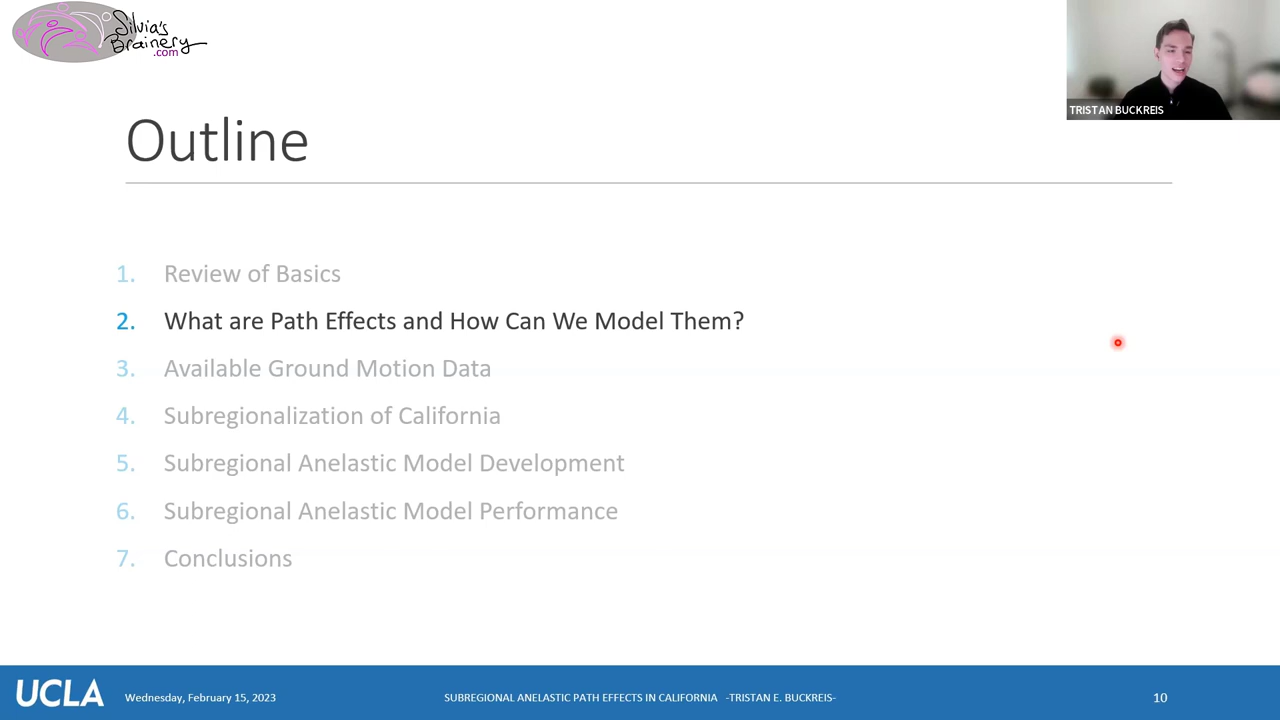 Silvia's
Brainery
.com
TRISTAN BUCKREIS
Outline
1. Review of Basics
2. What are Path Effects and How Can We Model Them?
3. Available Ground Motion Data
4. Subregionalization of California
5. Subregional Anelastic Model Development
6. Subregional Anelastic Model Performance
7. Conclusions
UCLA Wednesday, February 15, 2023 SUBREGIONAL ANELASTIC PATH EFFECTS IN CALIFORNIA -TRISTAN E. BUCKREIS- 10